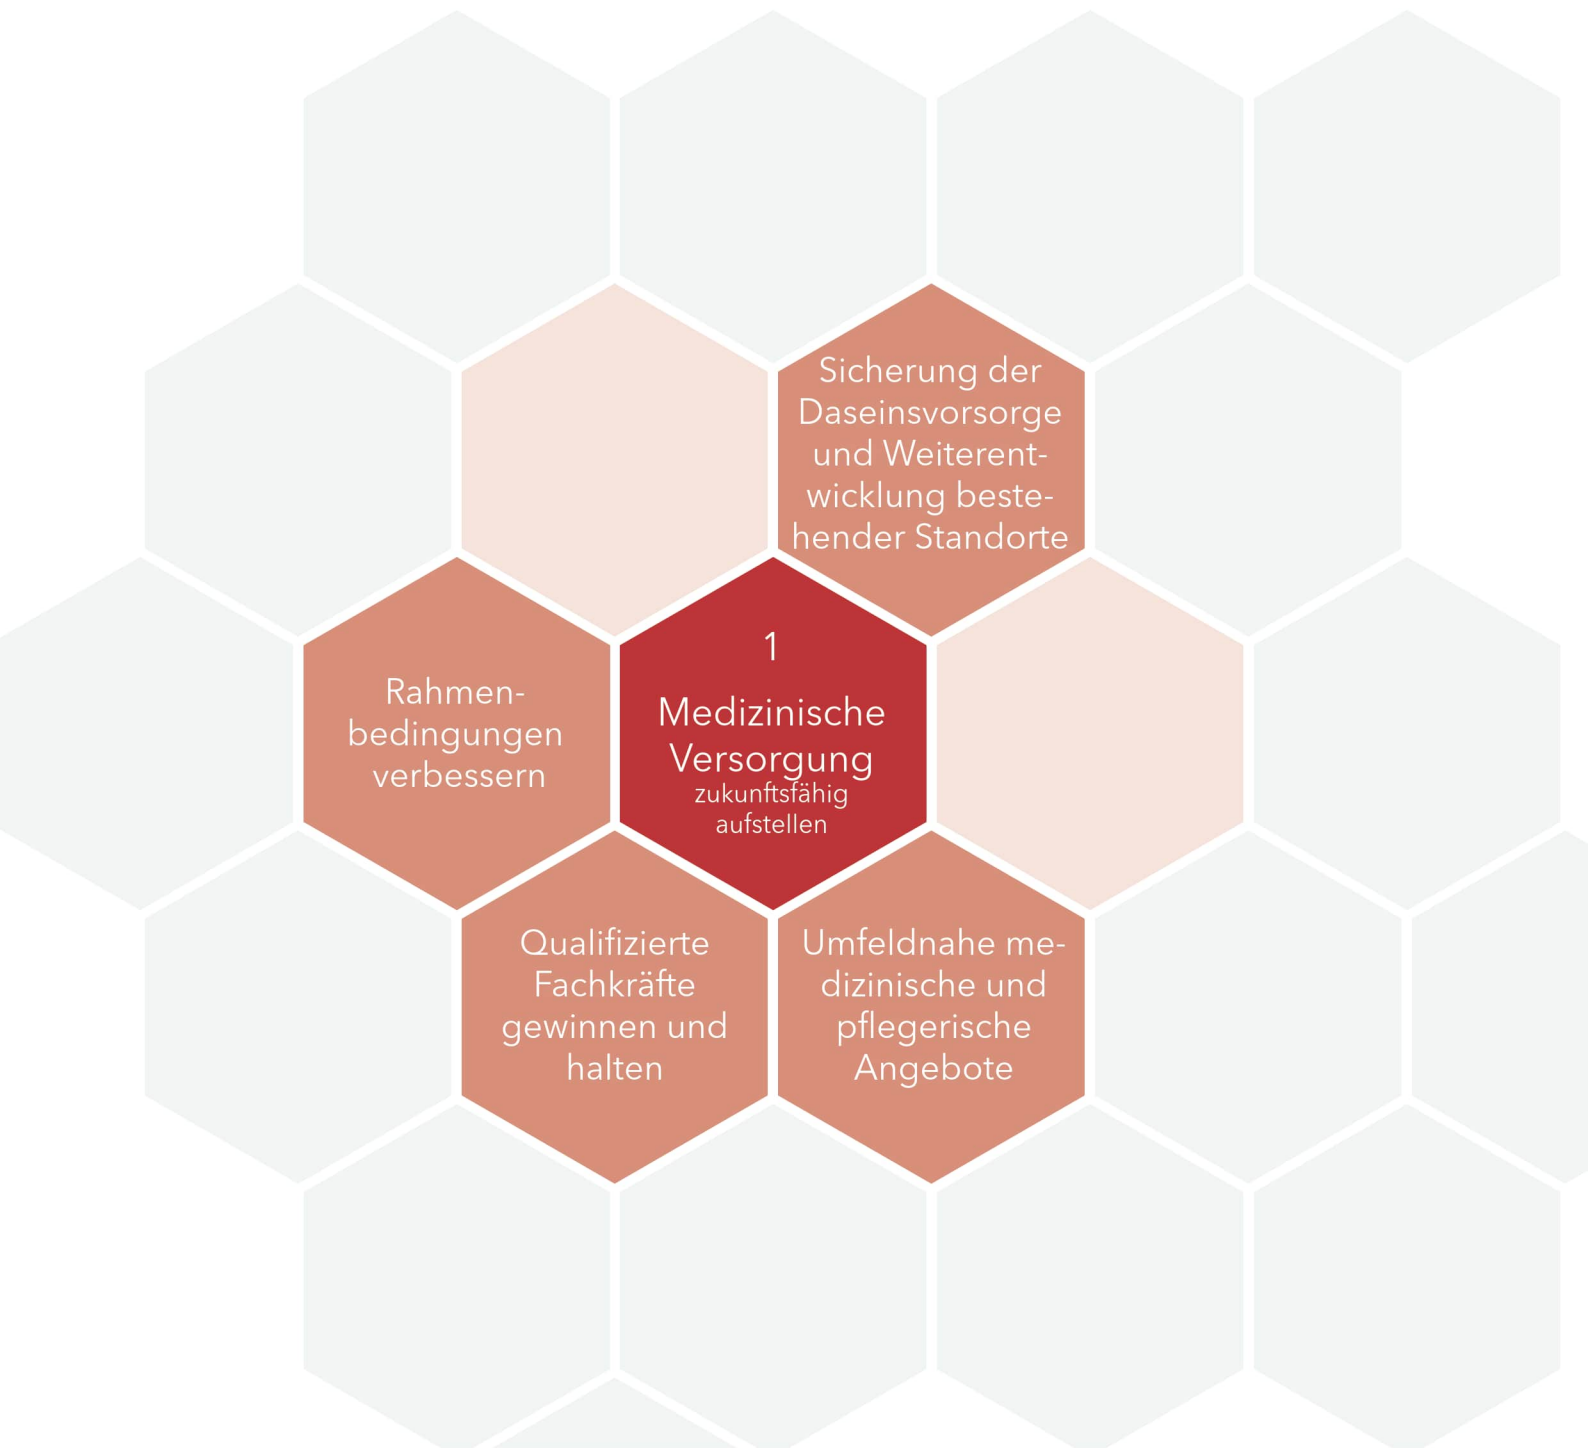 Sicherung der
Daseinsvorsorge
und Weiterent-
wicklung beste-
hender Standorte
1
Medizinische
Versorgung
zukunftsfähig
aufstellen
Rahmen-
bedingungen
verbessern
Qualifizierte
Fachkräfte
gewinnen und
halten
Umfeldnahe me-
dizinische und
pflegerische
Angebote